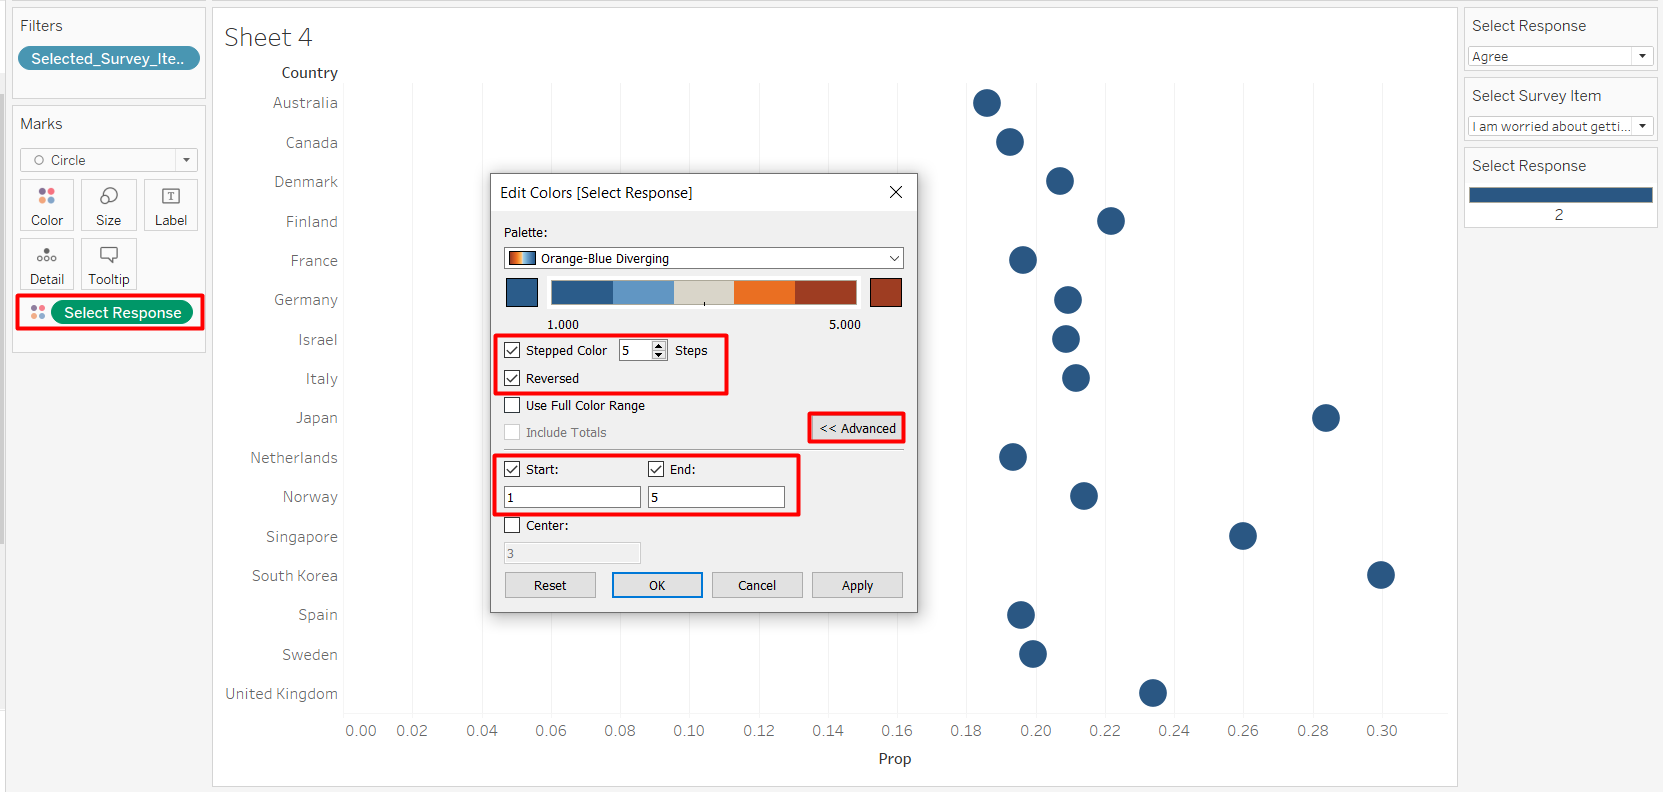 Filters
Selected_Survey_Ite..
Marks
Circle
Color
Size
Label
Detail
Tooltip
Select Response
Sheet 4
Country
Australia
Canada
Denmark
Finland
France
Germany
Israel
Italy
Japan
Netherlands
Norway
Singapore
South Korea
Spain
Sweden
United Kingdom
0.00 0.02 0.04 0.06 0.08 0.10 0.12 0.14 0.16 0.18 0.20 0.22 0.24 0.26 0.28 0.30
Prop
Edit Colors [Select Response]
Palette:
Orange-Blue Diverging
1.000 5.000
Stepped Color 5 Steps
Reversed
Use Full Color Range
Include Totals
<< Advanced
Start: End:
1 5
Center:
3
Reset OK Cancel Apply
Select Response
Agree
Select Survey Item
I am worried about getti...
Select Response
2